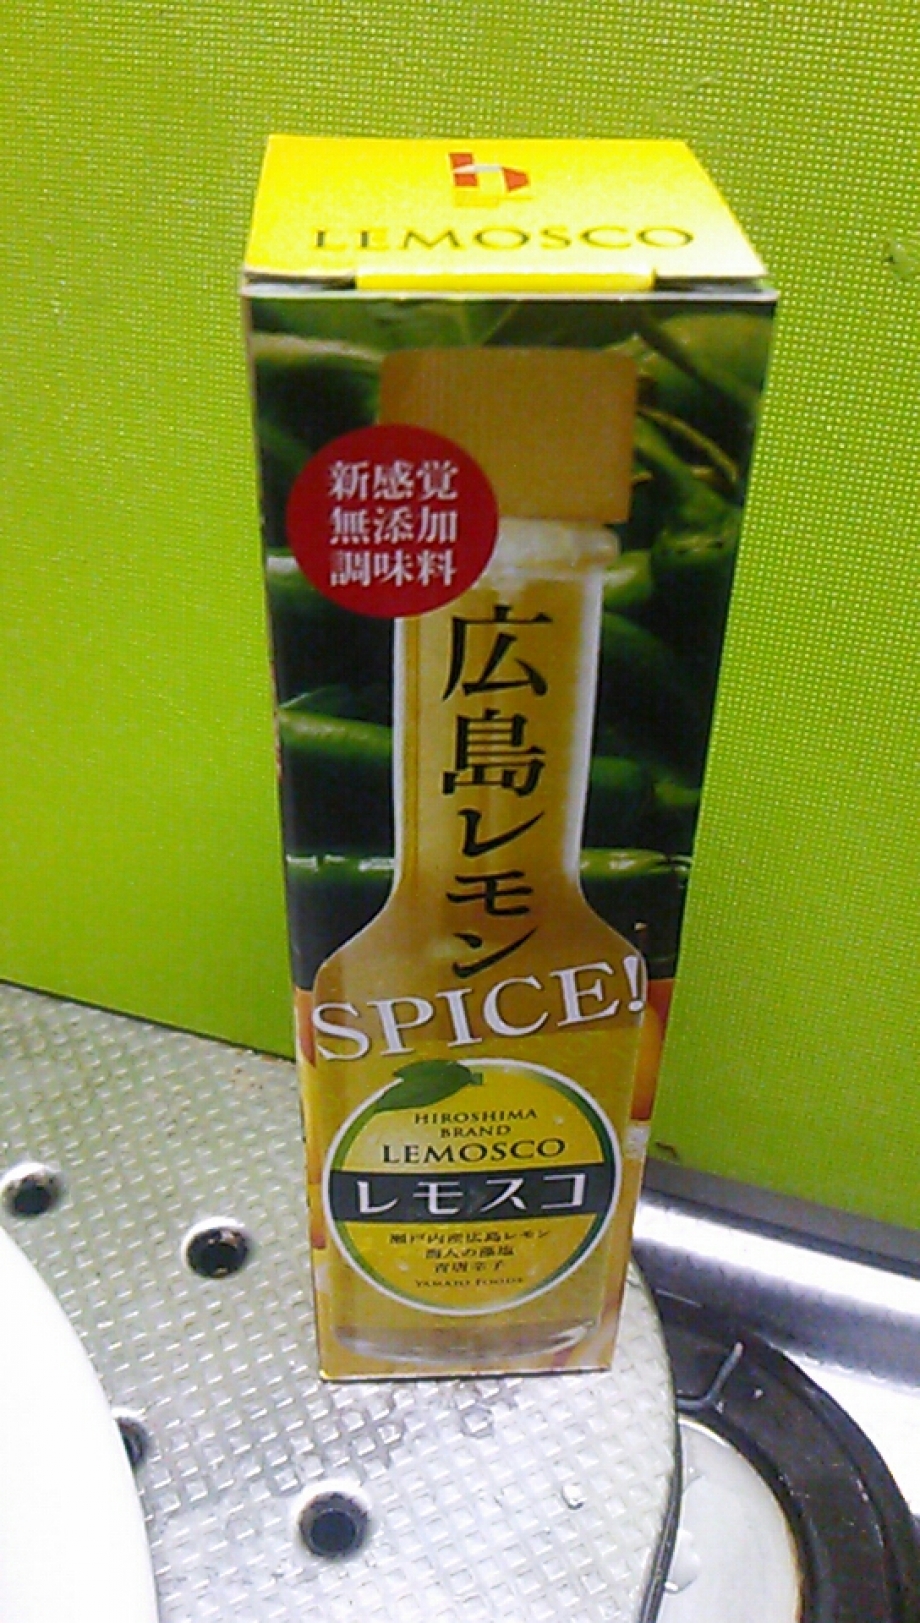 LEMOSCO
新感覚
無添加
調味料
広島レモン
SPICE!
HIROSHIMA
BRAND
LEMOSCO
レモスコ
瀬戸内産広島レモン
海人の藻塩
青唐辛子
YAMATO FOODS